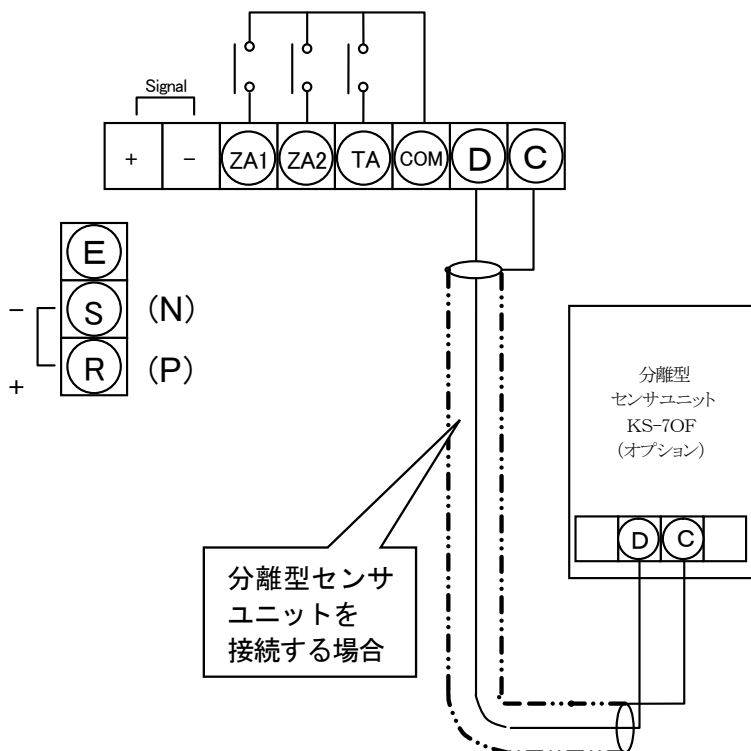 Signal
+ - ZA1 ZA2 TA COM D C
E
- S (N)
R (P)
+
分離型
センサユニット
KS-7OF
(オプション)
D C
分離型センサ
ユニットを
接続する場合